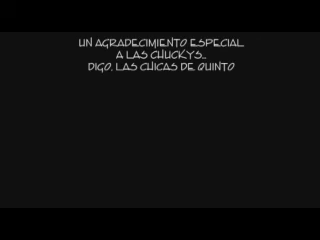 UN AGRADECIMIENTO ESPECIAL
A LAS CHUCKYS..
DIGO. LAS CHICAS DE QUINTO